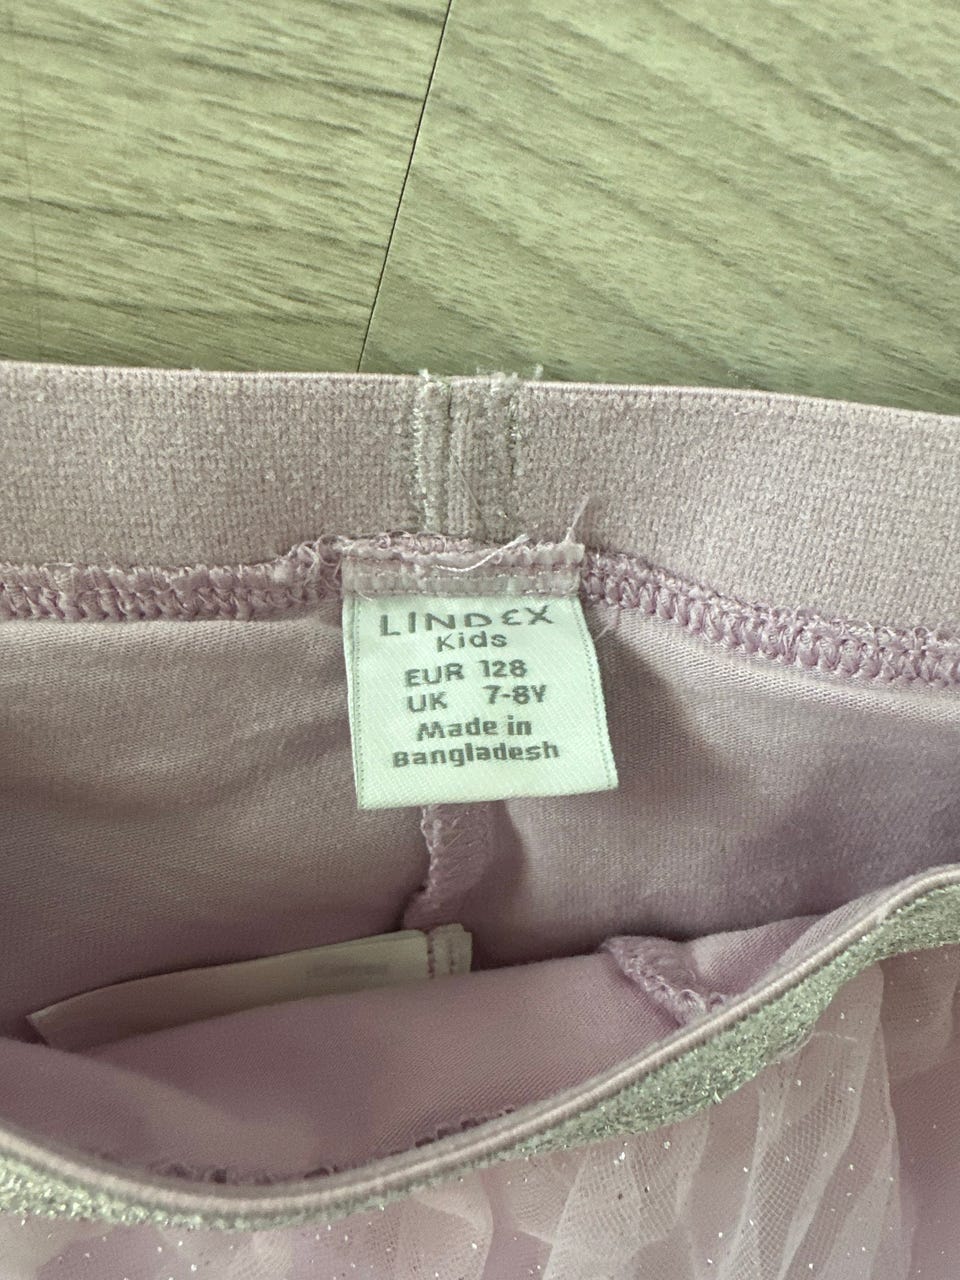 LINDEX
Kids
EUR 128
UK 7-8Y
Made in
Bangladesh